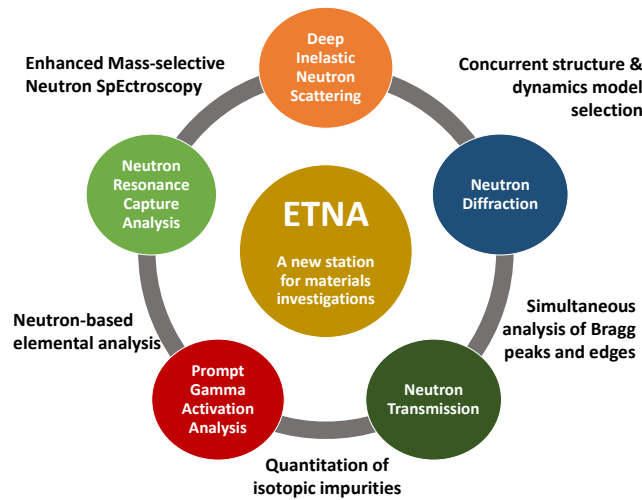 Deep
Inelastic
Neutron
Scattering
Enhanced Mass-selective
Neutron SpEctroscopy
Concurrent structure &
dynamics model
selection
Neutron
Resonance
Capture
Analysis
Neutron
Diffraction
ETNA
A new station
for materials
investigations
Neutron-based
elemental analysis
Simultaneous
analysis of Bragg
peaks and edges
Prompt
Gamma
Activation
Analysis
Neutron
Transmission
Quantitation of
isotopic impurities